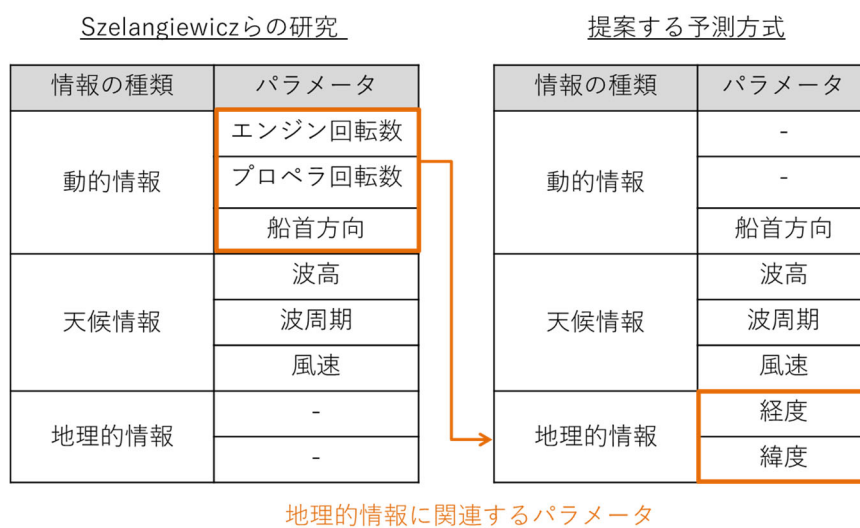 Szelangiewiczらの研究
提案する予測方式
情報の種類 パラメータ
動的情報
エンジン回転数
プロペラ回転数
船首方向
天候情報
波高
波周期
風速
地理的情報
-
-
情報の種類 パラメータ
動的情報
-
-
船首方向
天候情報
波高
波周期
風速
地理的情報
経度
緯度
地理的情報に関連するパラメータ